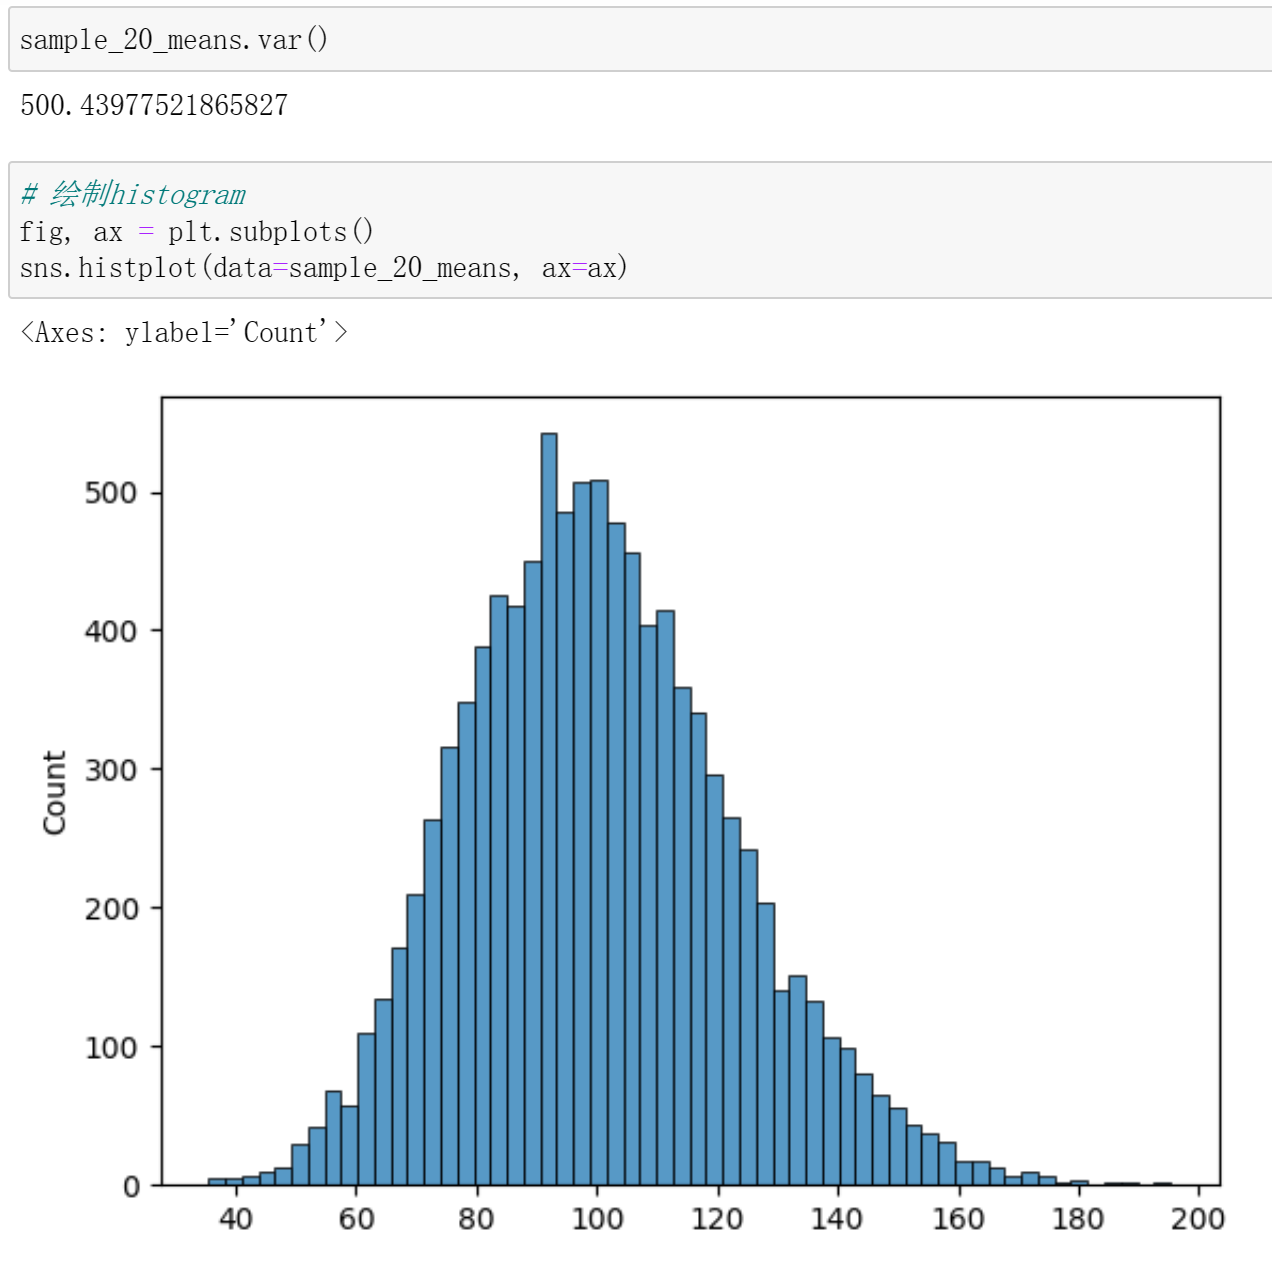 sample_20_means.var()
500.43977521865827
# 绘制histogram
fig, ax = plt.subplots()
sns.histplot(data=sample_20_means, ax=ax)
<Axes: ylabel='Count'>
500
400
300
200
100
0
Count
40 60 80 100 120 140 160 180 200